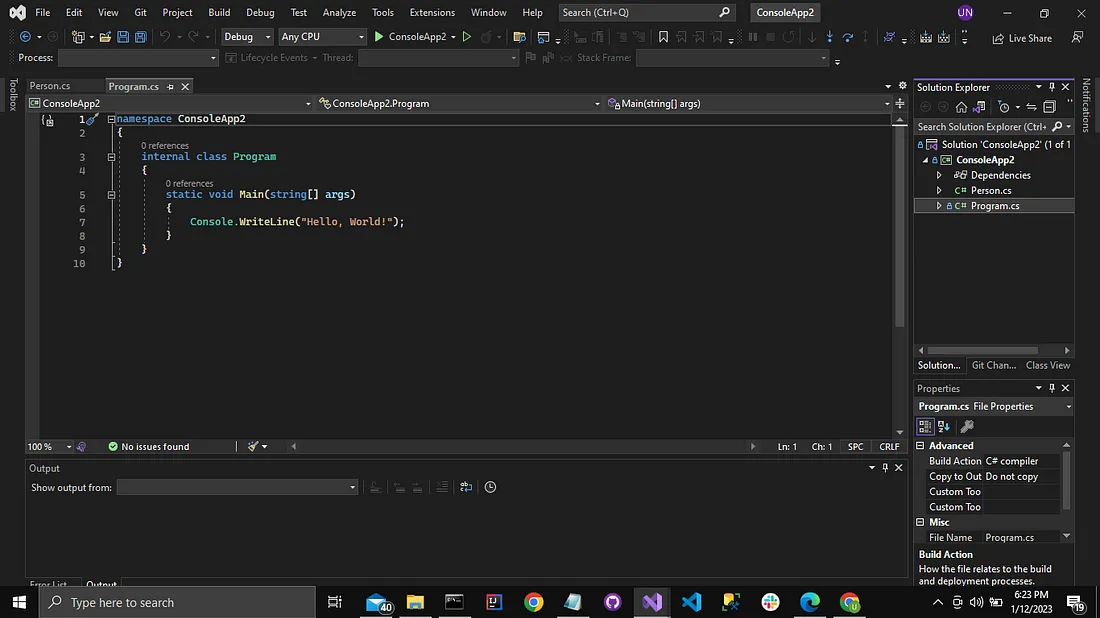 File Edit View Git Project Build Debug Test Analyze Tools Extensions Window Help Search (Ctrl+Q) ConsoleApp2 UN
Debug Any CPU ConsoleApp2 Live Share
Process: Lifecycle Events Thread: Stack Frame:
Toolbox
Person.cs Program.cs
ConsoleApp2 ConsoleApp2.Program Main(string[] args)
1 namespace ConsoleApp2
2 {
0 references
3 internal class Program
4 {
0 references
5 static void Main(string[] args)
6 {
7 Console.WriteLine("Hello, World!");
8 }
9 }
10 }
100 % No issues found Ln: 1 Ch: 1 SPC CRLF
Output
Show output from:
Error List Output
Solution Explorer
Search Solution Explorer (Ctrl+
Solution 'ConsoleApp2' (1 of 1
ConsoleApp2
Dependencies
C# Person.cs
C# Program.cs
Solution... Git Chan... Class View
Notifications
Properties
Program.cs File Properties
Advanced
Build Action C# compiler
Copy to Out Do not copy
Custom Too
Custom Too
Misc
File Name Program.cs
Build Action
How the file relates to the build
and deployment processes.
Type here to search
40
6:23 PM
1/12/2023
19